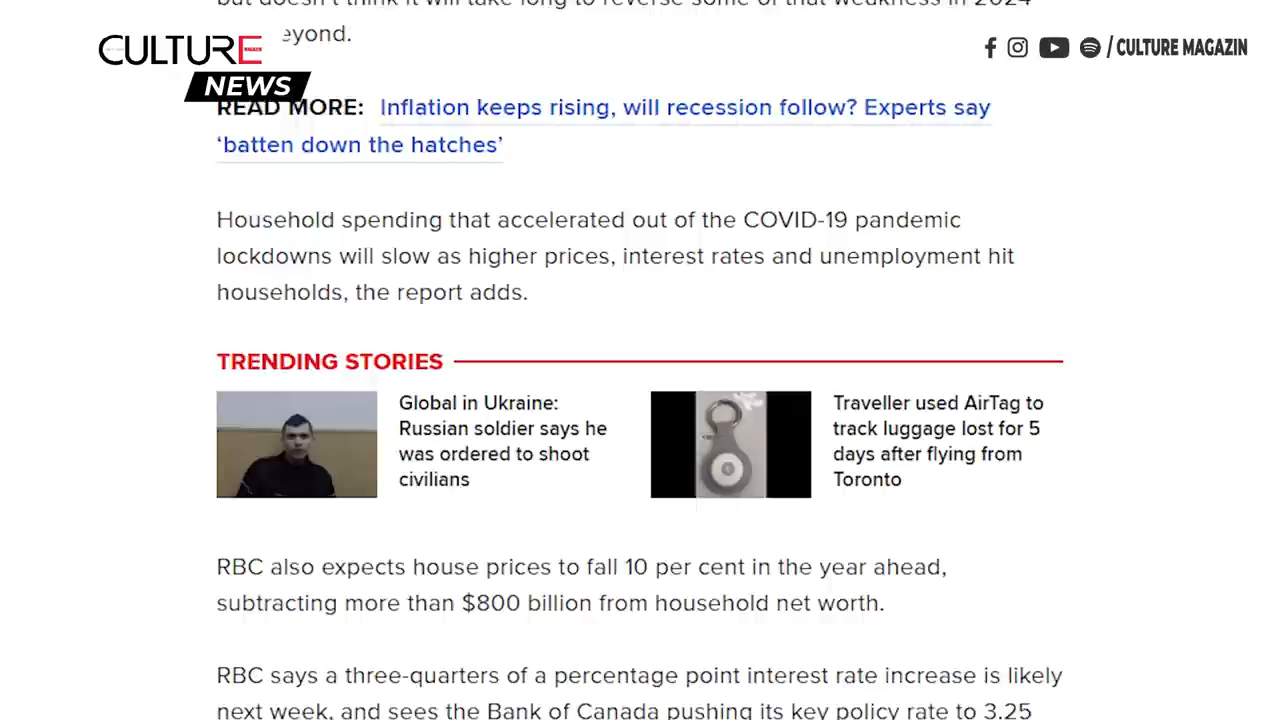 but doesn't think it will take long to reverse some of that weakness in 2024
eyond.
CULTURE
NEWS
/ CULTURE MAGAZIN
READ MORE: Inflation keeps rising, will recession follow? Experts say
‘batten down the hatches’
Household spending that accelerated out of the COVID-19 pandemic
lockdowns will slow as higher prices, interest rates and unemployment hit
households, the report adds.
TRENDING STORIES
Global in Ukraine:
Russian soldier says he
was ordered to shoot
civilians
Traveller used AirTag to
track luggage lost for 5
days after flying from
Toronto
RBC also expects house prices to fall 10 per cent in the year ahead,
subtracting more than $800 billion from household net worth.
RBC says a three-quarters of a percentage point interest rate increase is likely
next week, and sees the Bank of Canada pushing its key policy rate to 3.25